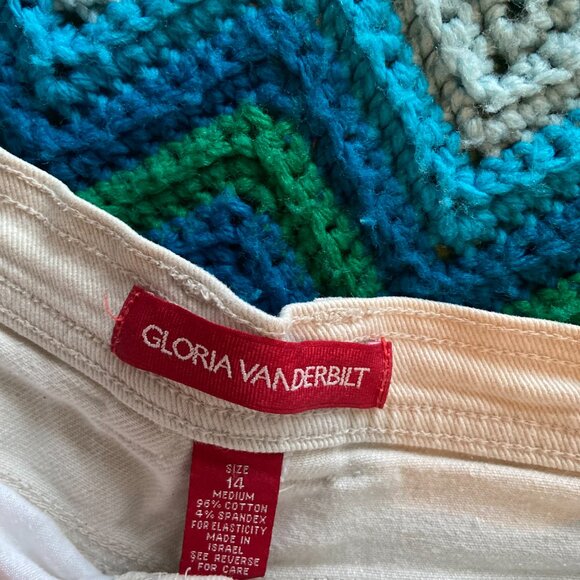 GLORIA VANDERBILT
SIZE
14
MEDIUM
96% COTTON
4% SPANDEX
FOR ELASTICITY
MADE IN
ISRAEL
SEE REVERSE
FOR CARE